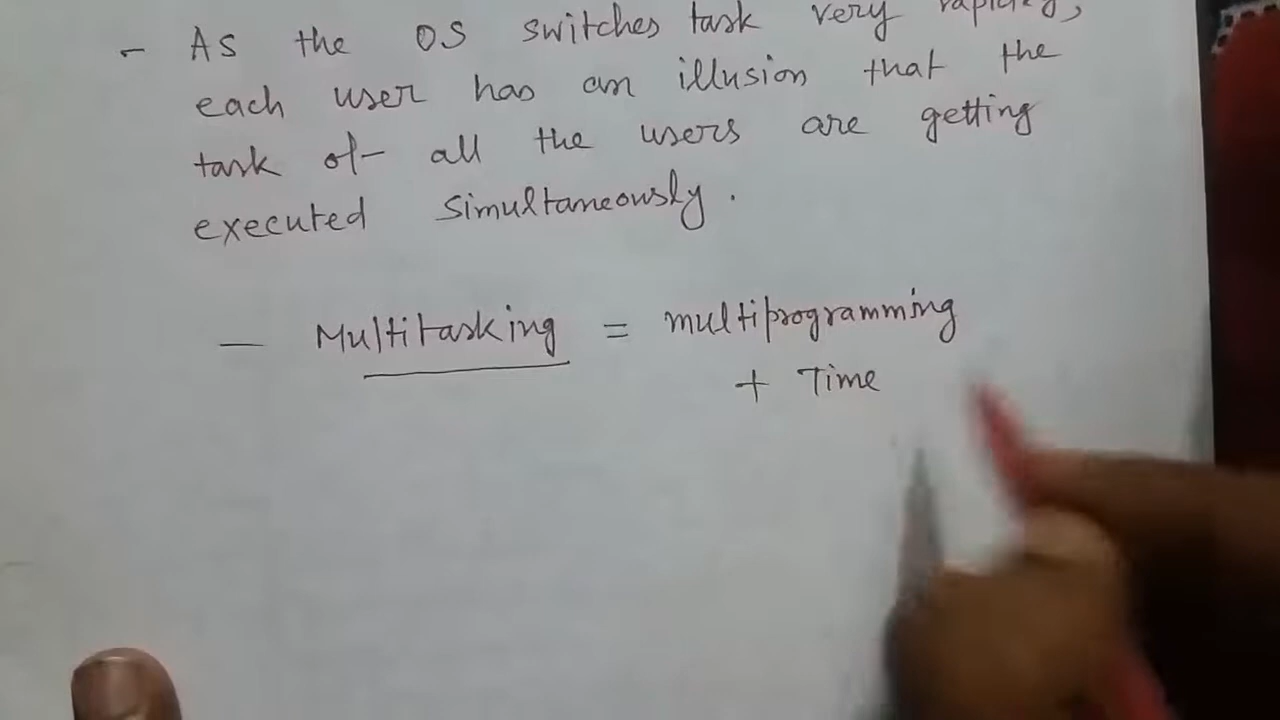 - As the OS switches task very rapidly,
each user has an illusion that the
task of all the users are getting
executed simultaneously.
- Multitasking = multiprogramming
+ Time